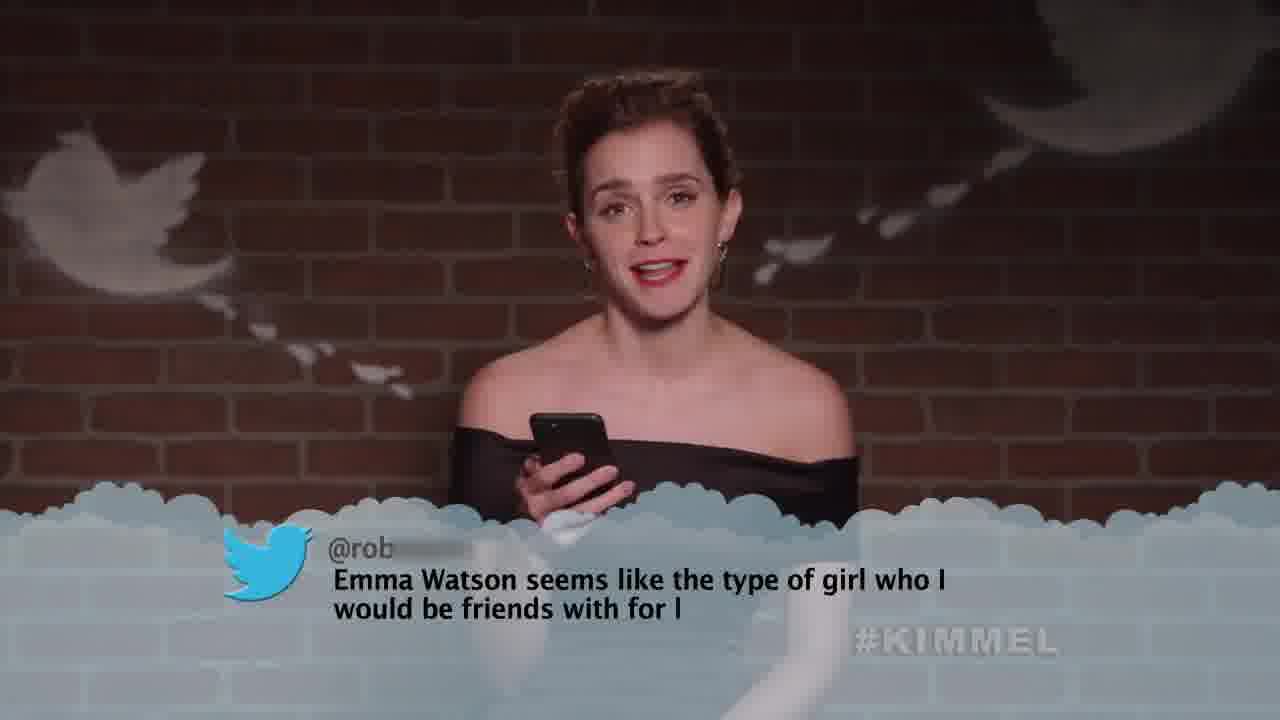 @rob
Emma Watson seems like the type of girl who I
would be friends with for l
#KIMMEL